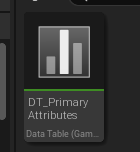 DT_Primary
Attributes
Data Table (Gam...